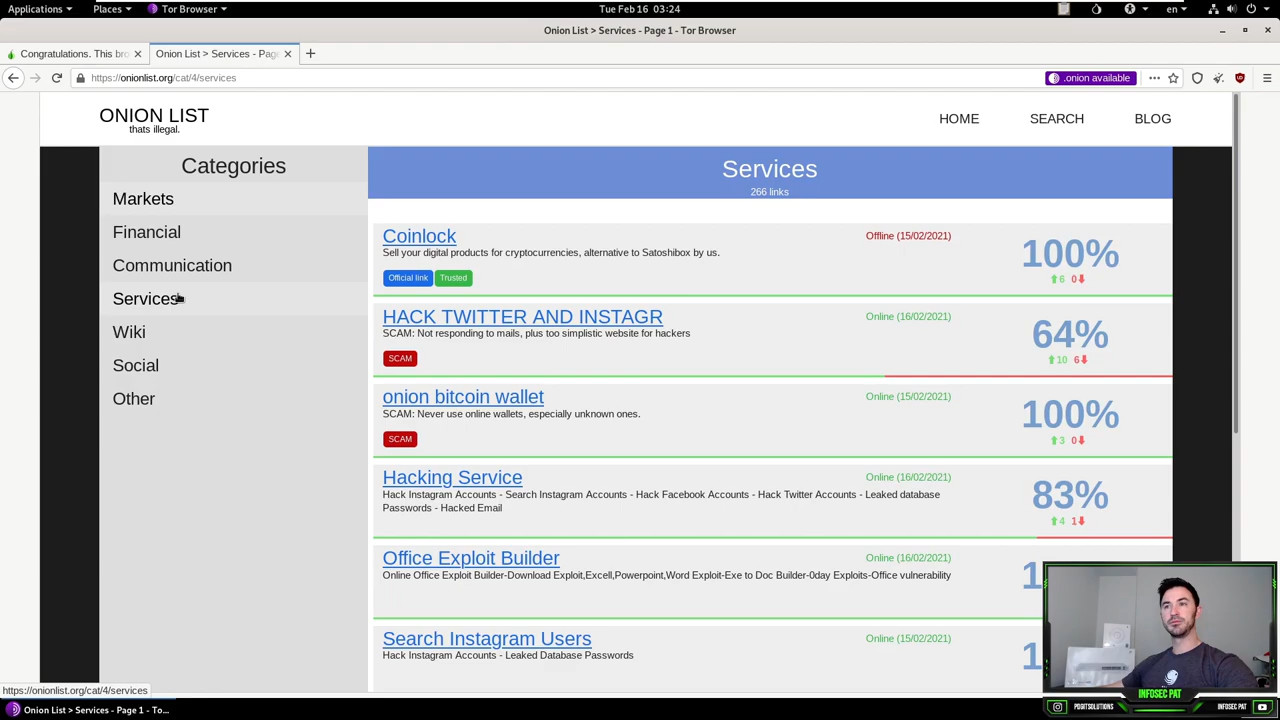 Applications Places Tor Browser Tue Feb 16 03:24 en
Onion List > Services - Page 1 - Tor Browser
Congratulations. This bro Onion List > Services - Page
https://onionlist.org/cat/4/services .onion available
ONION LIST
thats illegal.
HOME SEARCH BLOG
Categories
Markets
Financial
Communication
Services
Wiki
Social
Other
Services
266 links
Coinlock
Offline (15/02/2021)
Sell your digital products for cryptocurrencies, alternative to Satoshibox by us.
Official link Trusted
100%
6 0
HACK TWITTER AND INSTAGR
Online (16/02/2021)
SCAM: Not responding to mails, plus too simplistic website for hackers
SCAM
64%
10 6
onion bitcoin wallet
Online (15/02/2021)
SCAM: Never use online wallets, especially unknown ones.
SCAM
100%
3 0
Hacking Service
Online (16/02/2021)
Hack Instagram Accounts - Search Instagram Accounts - Hack Facebook Accounts - Hack Twitter Accounts - Leaked database
Passwords - Hacked Email
83%
4 1
Office Exploit Builder
Online (16/02/2021)
Online Office Exploit Builder-Download Exploit,Excell,Powerpoint,Word Exploit-Exe to Doc Builder-0day Exploits-Office vulnerability
1
Search Instagram Users
Online (15/02/2021)
Hack Instagram Accounts - Leaked Database Passwords
1
https://onionlist.org/cat/4/services
INFOSEC PAT
PDGITSOLUTIONS INFOSEC PAT
Onion List > Services - Page 1 - To...